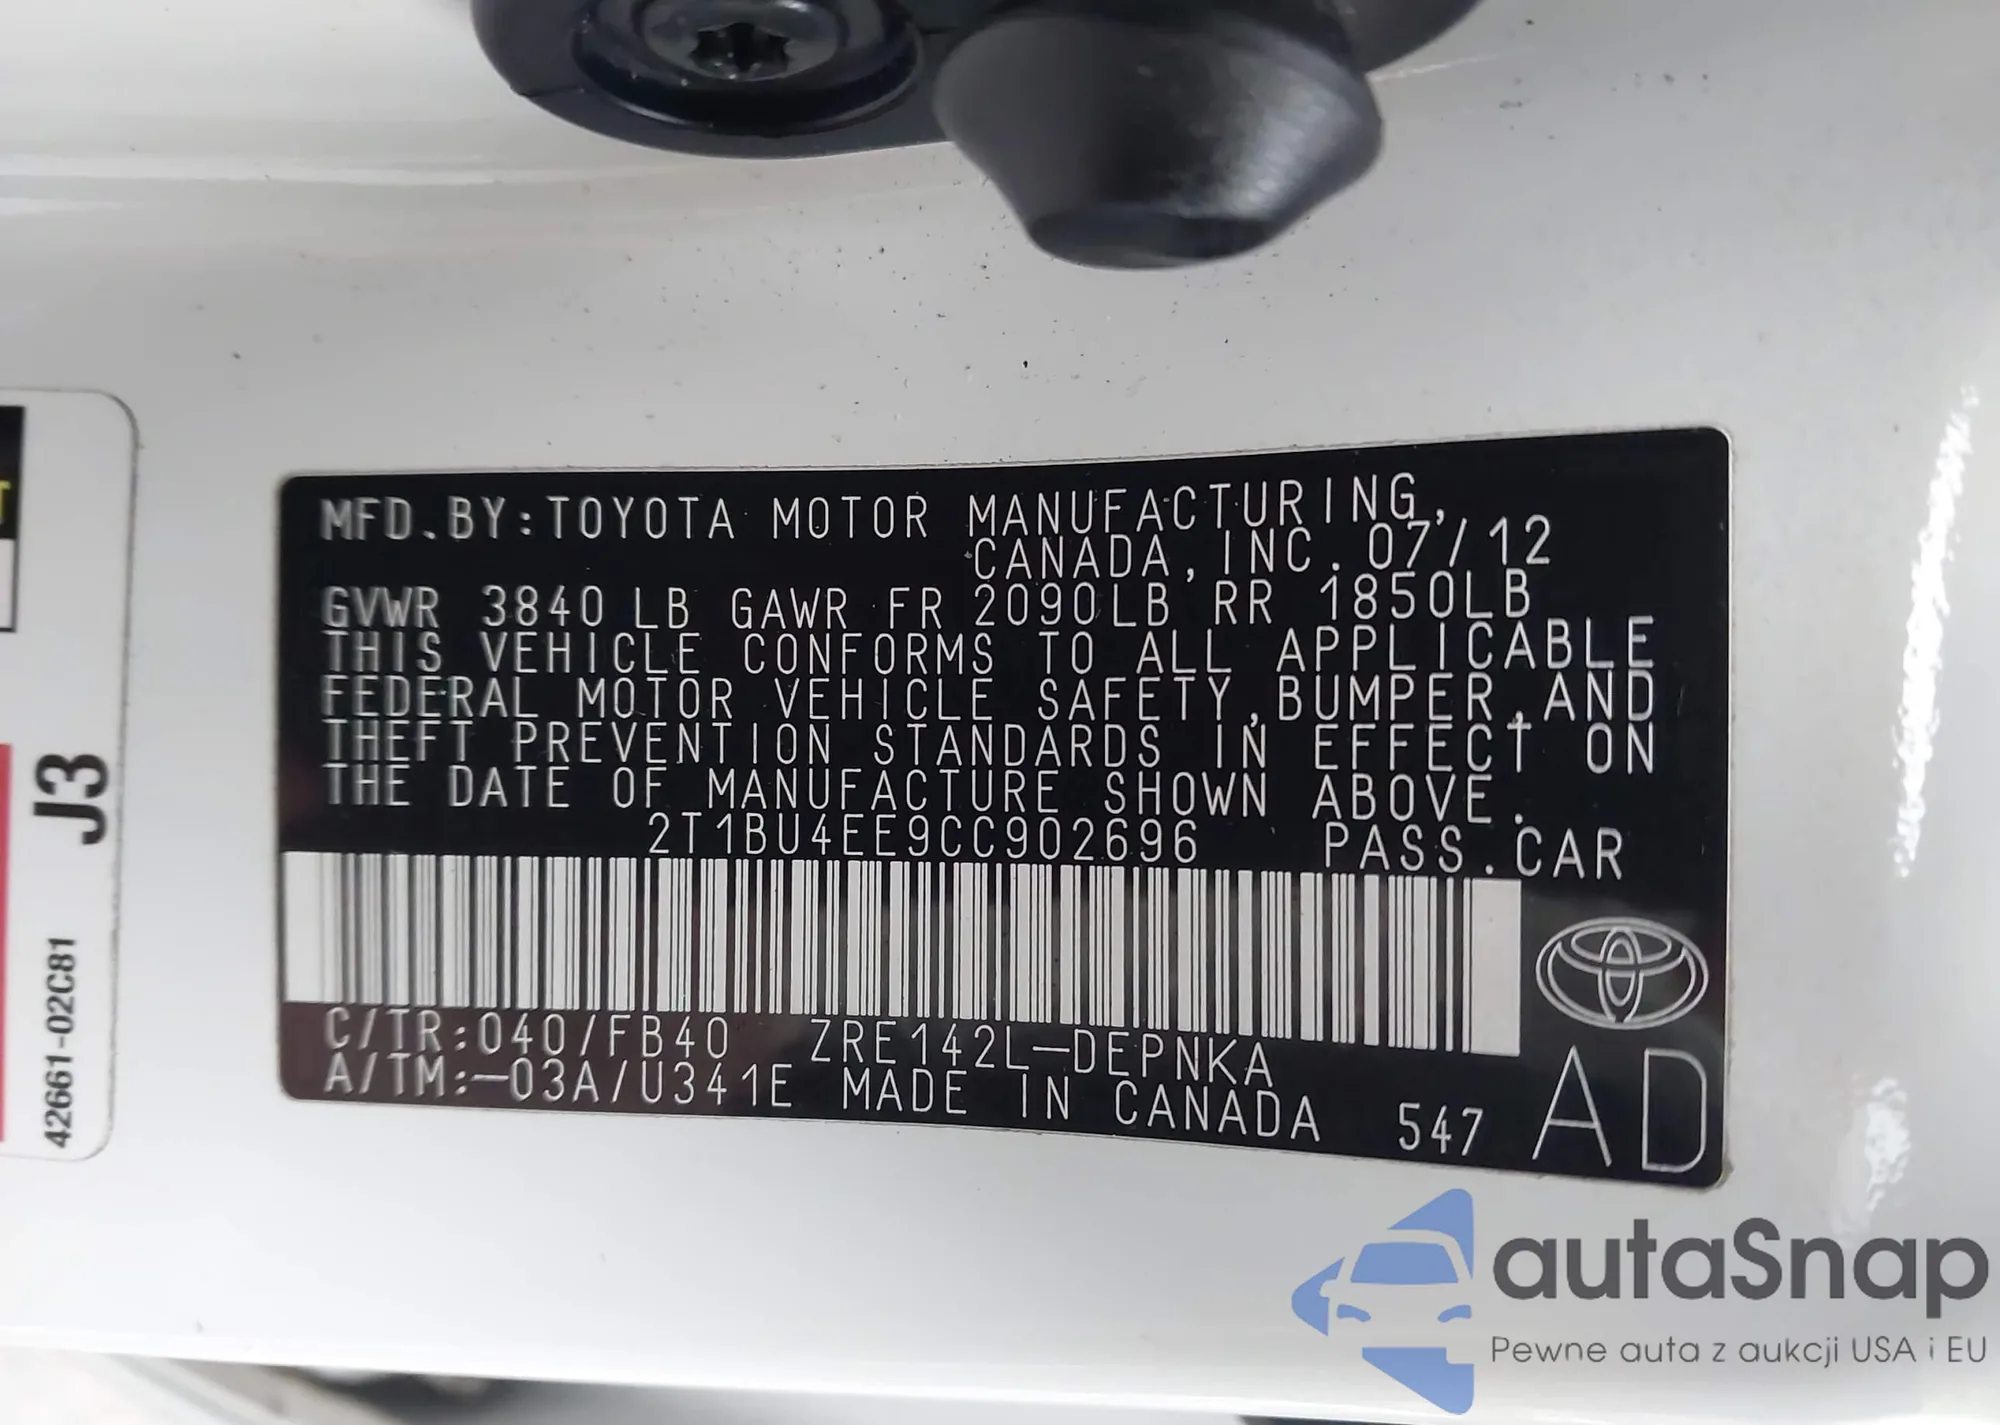 MFD.BY:TOYOTA MOTOR MANUFACTURING,
CANADA,INC. 07/12
GVWR 3840 LB GAWR FR 2090LB RR 1850LB
THIS VEHICLE CONFORMS TO ALL APPLICABLE
FEDERAL MOTOR VEHICLE SAFETY,BUMPER,AND
THEFT PREVENTION STANDARDS IN EFFECT ON
THE DATE OF MANUFACTURE SHOWN ABOVE.
2T1BU4EE9CC902696 PASS.CAR
C/TR:040/FB40 ZRE142L-DEPNKA
A/TM:-03A/U341E MADE IN CANADA 547
AD
J3
42661-02C81
autaSnap
Pewne auta z aukcji USA i EU